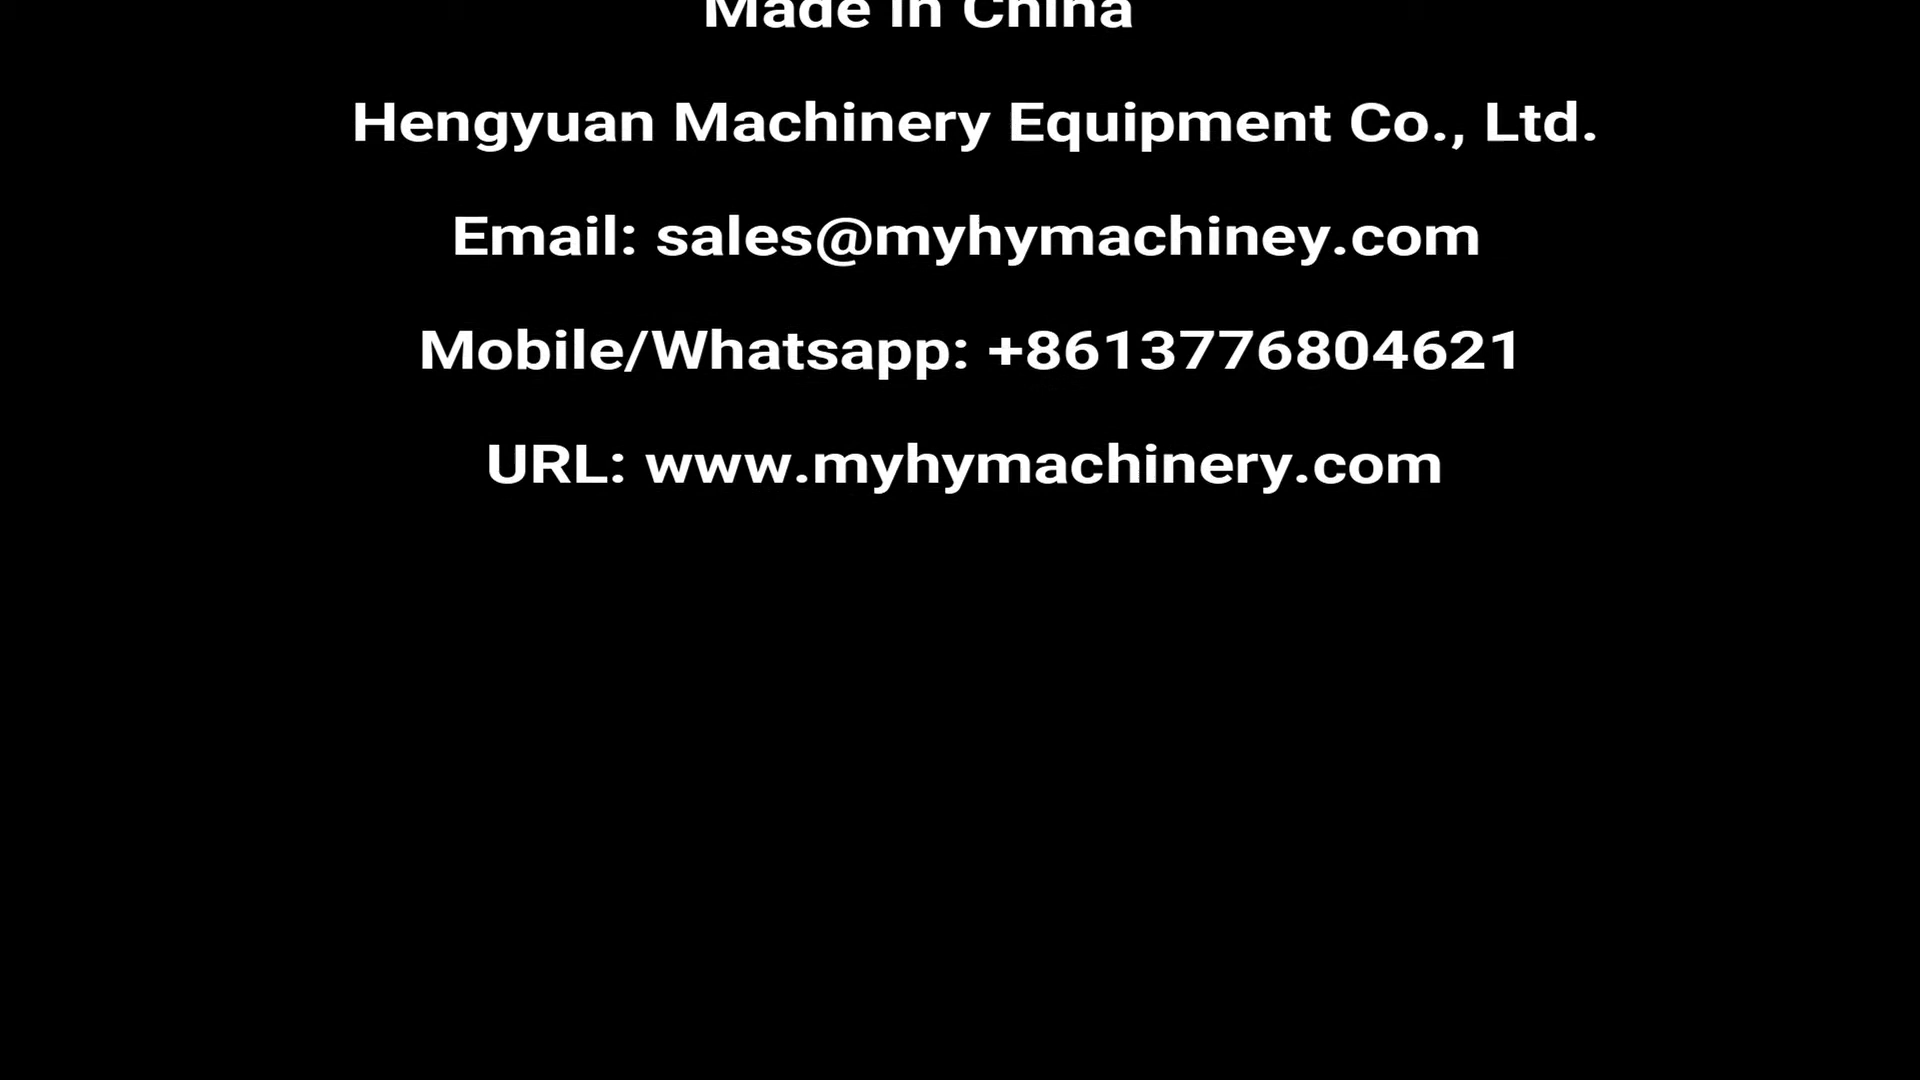 Made in China
Hengyuan Machinery Equipment Co., Ltd.
Email: sales@myhymachiney.com
Mobile/Whatsapp: +8613776804621
URL: www.myhymachinery.com